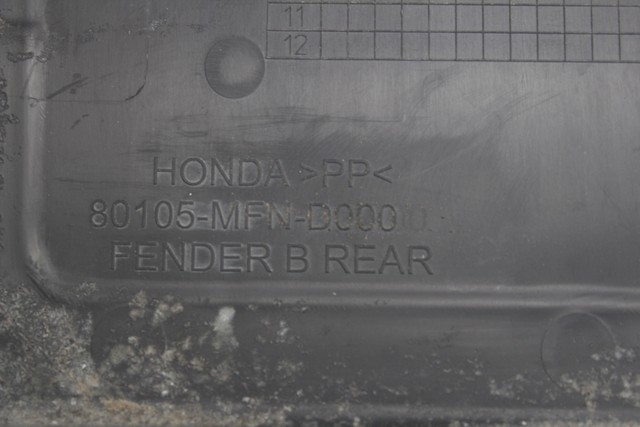 11
12
HONDA >PP<
80105-MFN-D000
FENDER B REAR